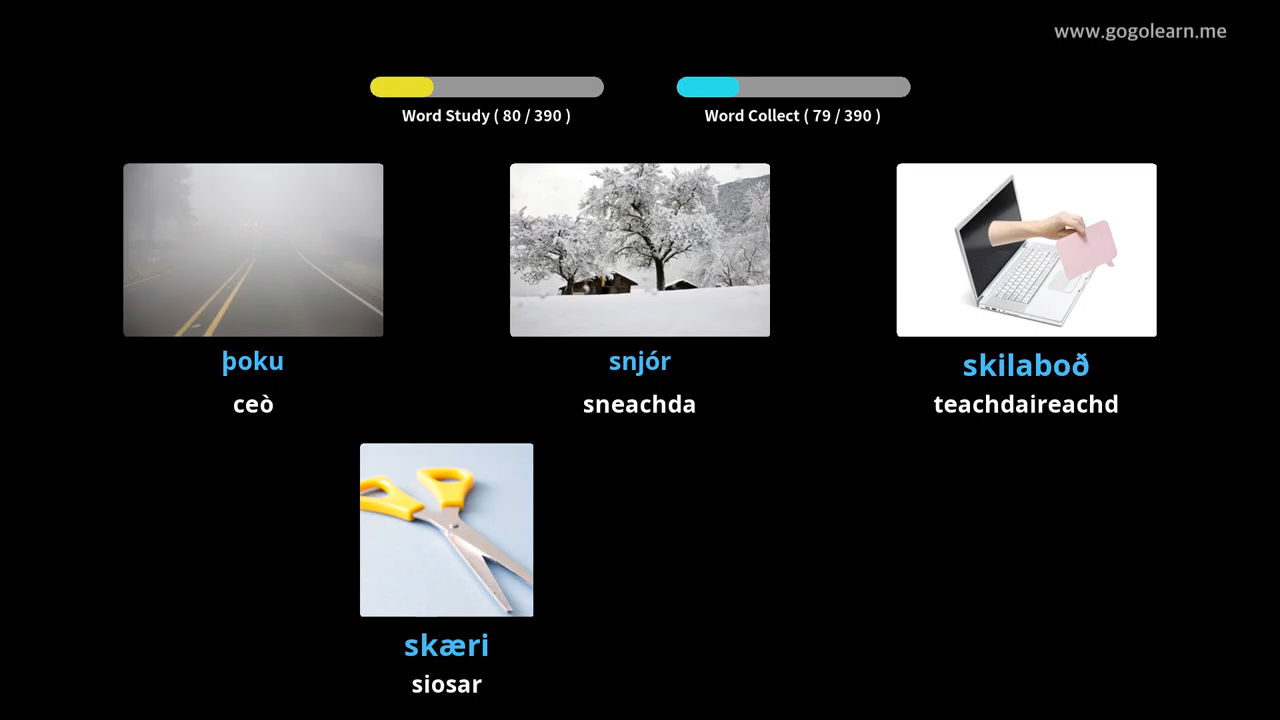 www.gogolearn.me
Word Study ( 80 / 390 )
Word Collect ( 79 / 390 )
þoku
ceò
snjór
sneachda
skilaboð
teachdaireachd
skæri
siosar